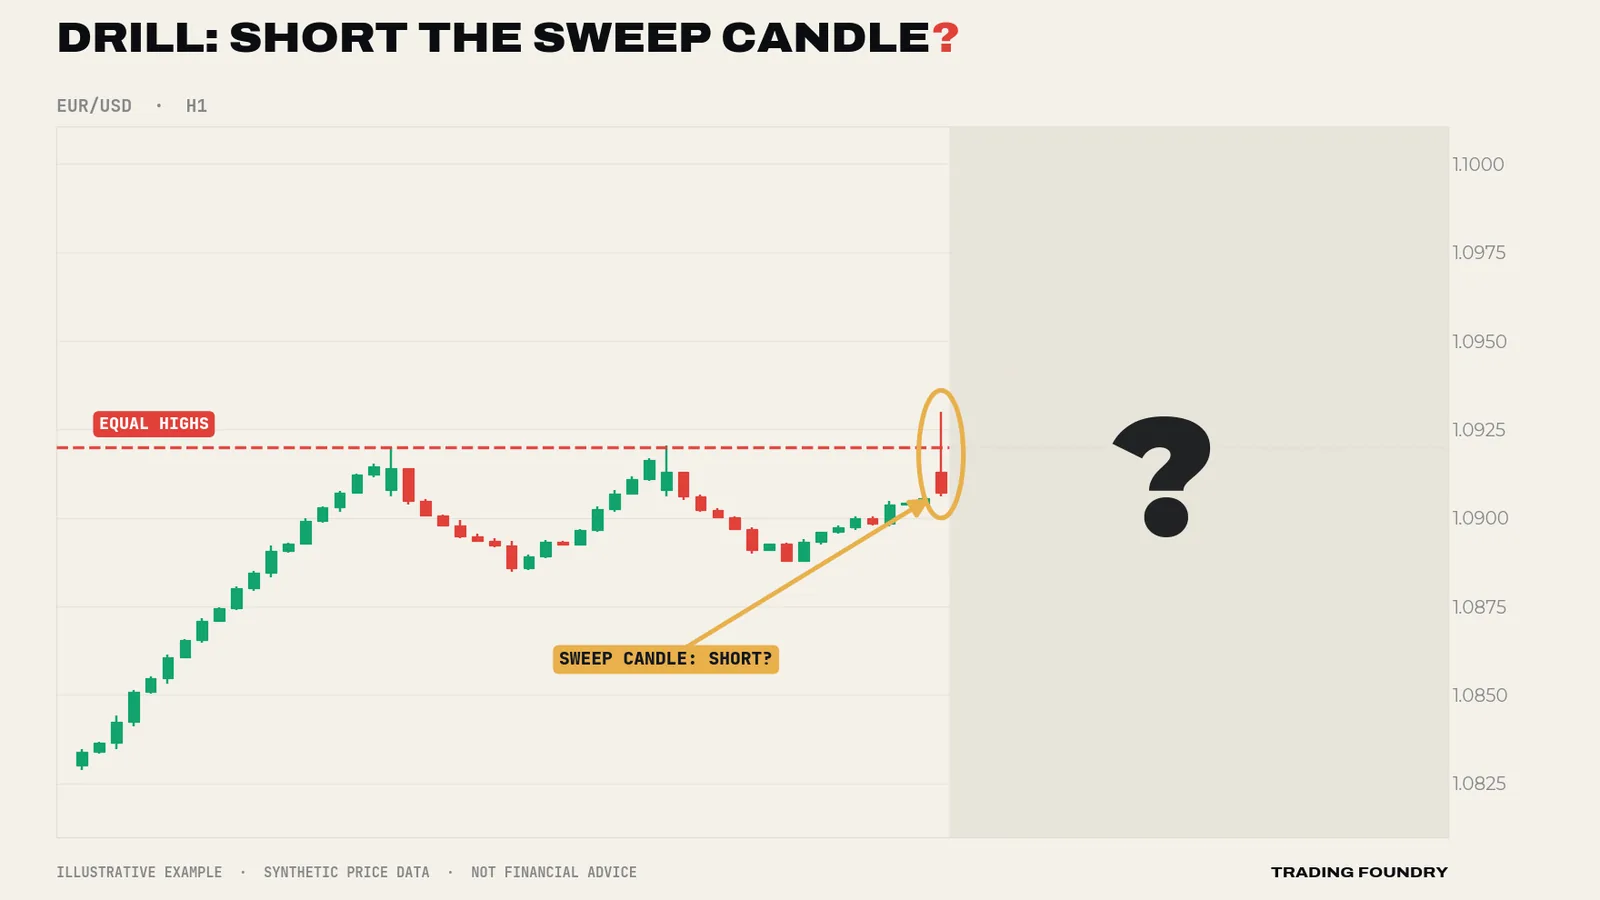 DRILL: SHORT THE SWEEP CANDLE?
EUR/USD · H1
1.1000
1.0975
1.0950
EQUAL HIGHS
1.0925
?
1.0900
1.0875
SWEEP CANDLE: SHORT?
1.0850
1.0825
ILLUSTRATIVE EXAMPLE · SYNTHETIC PRICE DATA · NOT FINANCIAL ADVICE
TRADING FOUNDRY